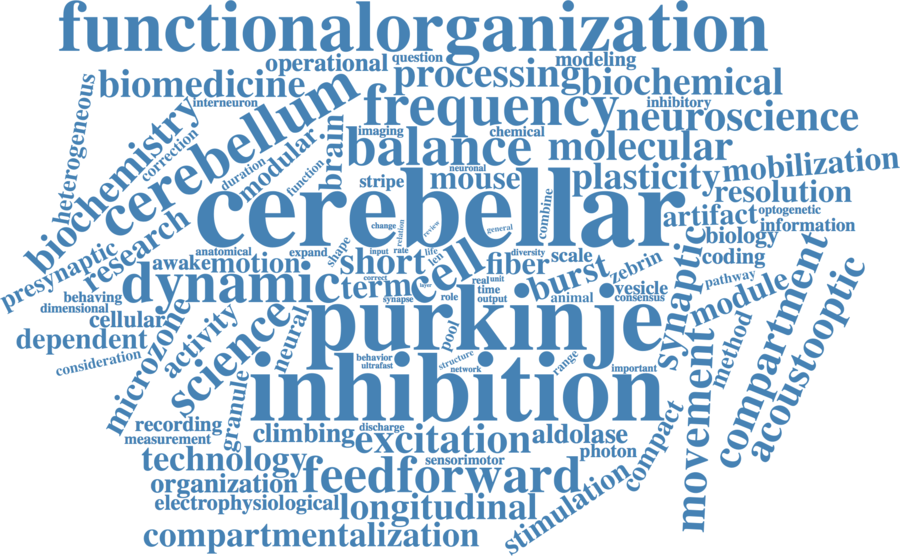 functionalorganization
operational
question
modeling
biomedicine
processing
biochemical
heterogeneous
interneuron
frequency
inhibitory
neuroscience
biochemistry
correction
cerebellum
modular
brain
imaging
chemical
balance
molecular
duration
function
neuronal
stripe
mouse
plasticity
mobilization
resolution
cerebellar
change
relation
review
general
combine
artifact
optogenetic
information
biology
presynaptic
research
anatomical
expand
shape
input
rate
life
diversity
scale
coding
awake
motion
short
ten
cell
fiber
burst
zebrin
synaptic
pathway
behaving
dynamic
term
correct
layer
real
unit
vesicle
module
compartment
dimensional
synapse
role
time
output
animal
consensus
cellular
purkinje
dependent
microzone
activity
science
neural
pool
method
acoustooptic
consideration
behavior
ultrafast
structure
network
range
important
inhibition
movement
granule
recording
climbing
discharge
excitation
aldolase
compact
measurement
photon
technology
sensorimotor
feedforward
organization
stimulation
electrophysiological
longitudinal
compartmentalization